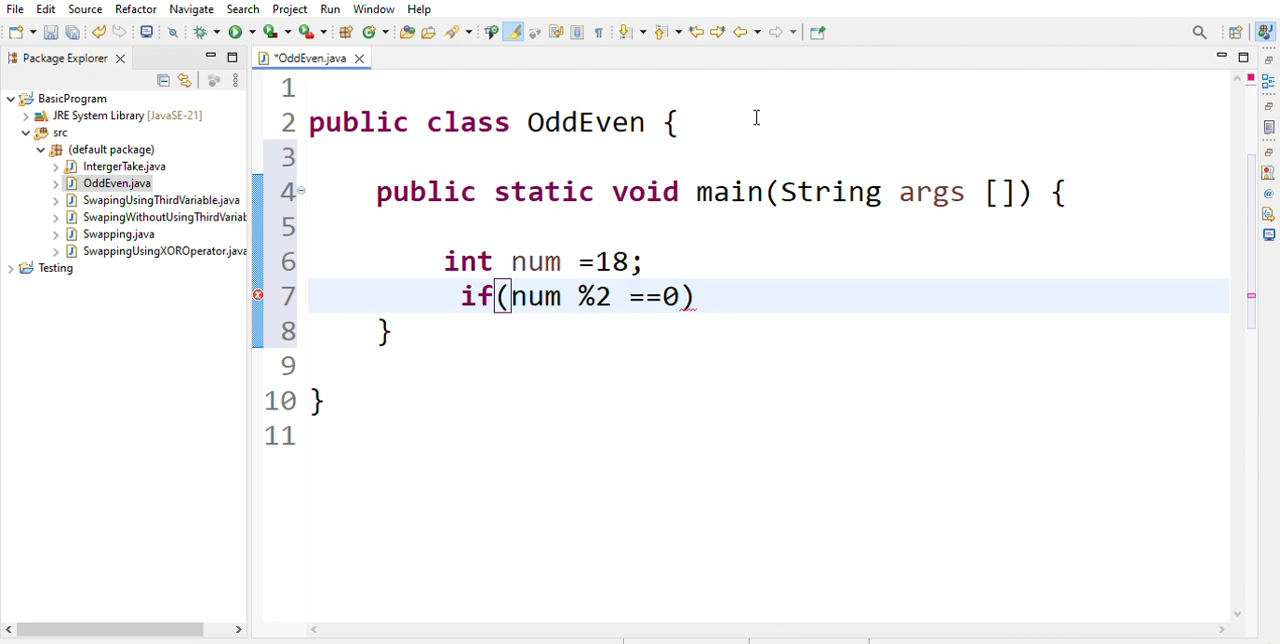 File Edit Source Refactor Navigate Search Project Run Window Help
Package Explorer
*OddEven.java
BasicProgram
JRE System Library [JavaSE-21]
src
(default package)
IntergerTake.java
OddEven.java
SwapingUsingThirdVariable.java
SwapingWithoutUsingThirdVariab
Swapping.java
SwappingUsingXOROperator.java
Testing
1
2 public class OddEven {
3
4 public static void main(String args []) {
5
6 int num =18;
7 if(num %2 ==0)
8 }
9
10 }
11